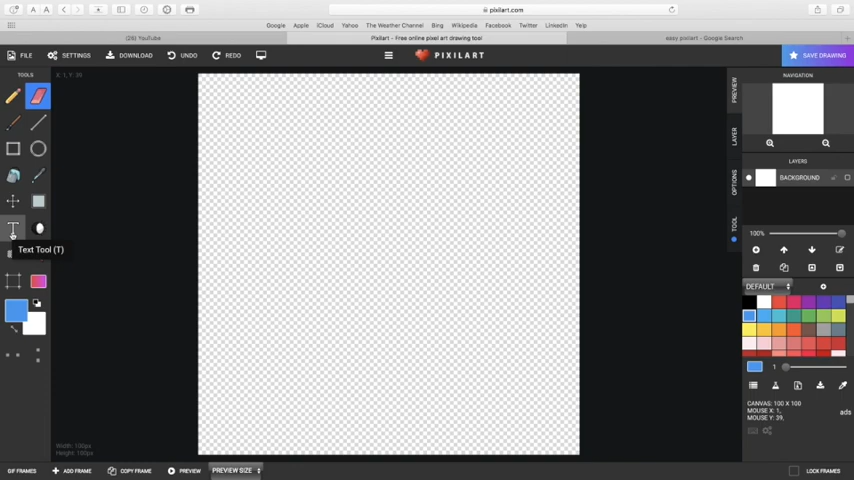 A A
pixilart.com
Google Apple iCloud Yahoo The Weather Channel Bing Wikipedia Facebook Twitter LinkedIn Yelp
(26) YouTube
Pixilart - Free online pixel art drawing tool
easy pixilart - Google Search
FILE SETTINGS DOWNLOAD UNDO REDO PIXILART SAVE DRAWING
TOOLS
X: 1, Y: 39,
Text Tool (T)
Width: 100px
Height: 100px
PREVIEW
LAYER
OPTIONS
TOOL
NAVIGATION
LAYERS
BACKGROUND
100%
DEFAULT
1
CANVAS: 100 X 100
MOUSE X: 1,
MOUSE Y: 39,
ads
GIF FRAMES ADD FRAME COPY FRAME PREVIEW PREVIEW SIZE LOCK FRAMES